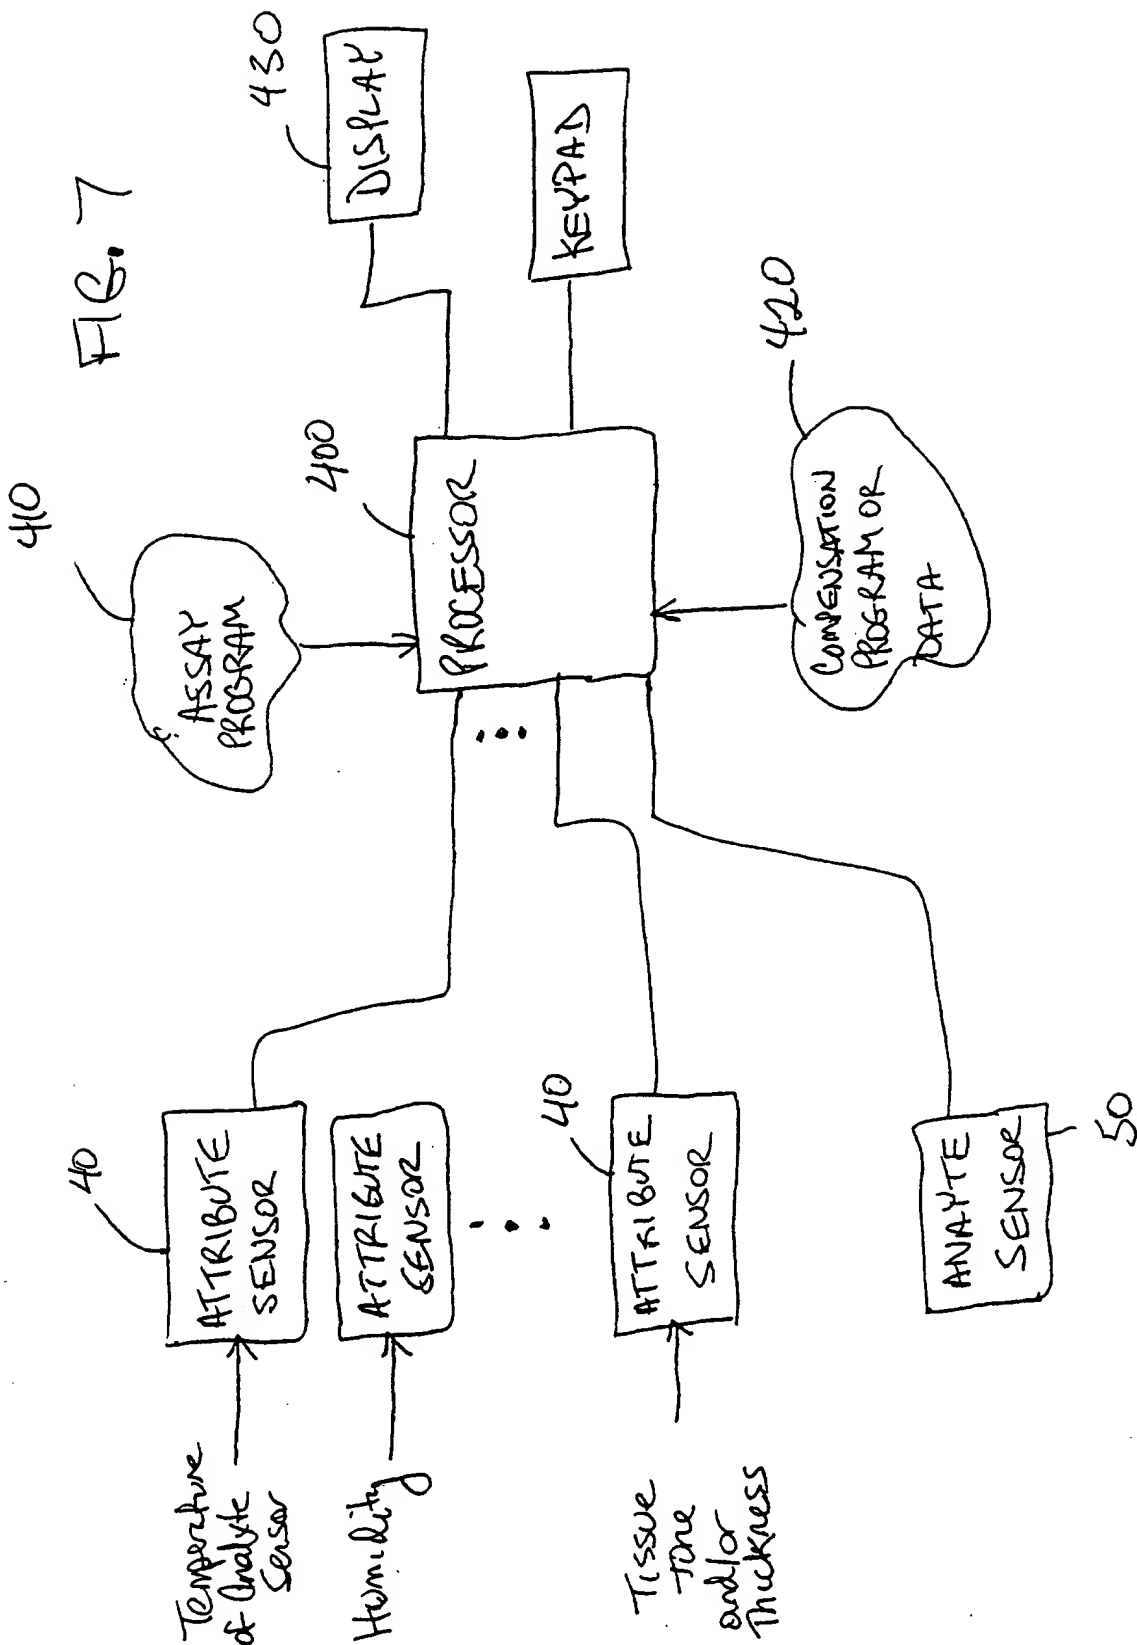 FIG. 7
Temperature
of Analyte
Sensor
40
ATTRIBUTE
SENSOR
Humidity
ATTRIBUTE
SENSOR
...
Tissue
Tone
and/or
Thickness
40
ATTRIBUTE
SENSOR
ANAYTE
SENSOR
50
410
ASSAY
PROGRAM
...
400
PROCESSOR
COMPENSATION
PROGRAM OR
DATA
420
430
DISPLAY
KEYPAD